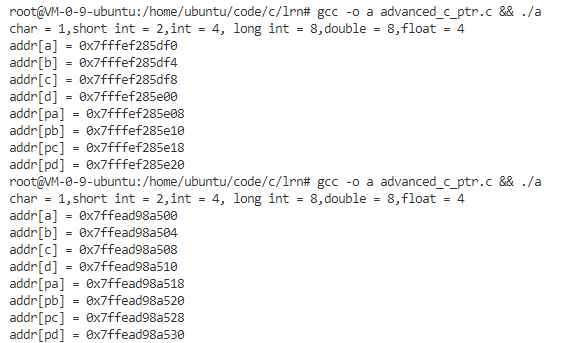 root@VM-0-9-ubuntu:/home/ubuntu/code/c/lrn# gcc -o a advanced_c_ptr.c && ./a
char = 1,short int = 2,int = 4, long int = 8,double = 8,float = 4
addr[a] = 0x7fffef285df0
addr[b] = 0x7fffef285df4
addr[c] = 0x7fffef285df8
addr[d] = 0x7fffef285e00
addr[pa] = 0x7fffef285e08
addr[pb] = 0x7fffef285e10
addr[pc] = 0x7fffef285e18
addr[pd] = 0x7fffef285e20
root@VM-0-9-ubuntu:/home/ubuntu/code/c/lrn# gcc -o a advanced_c_ptr.c && ./a
char = 1,short int = 2,int = 4, long int = 8,double = 8,float = 4
addr[a] = 0x7ffead98a500
addr[b] = 0x7ffead98a504
addr[c] = 0x7ffead98a508
addr[d] = 0x7ffead98a510
addr[pa] = 0x7ffead98a518
addr[pb] = 0x7ffead98a520
addr[pc] = 0x7ffead98a528
addr[pd] = 0x7ffead98a530